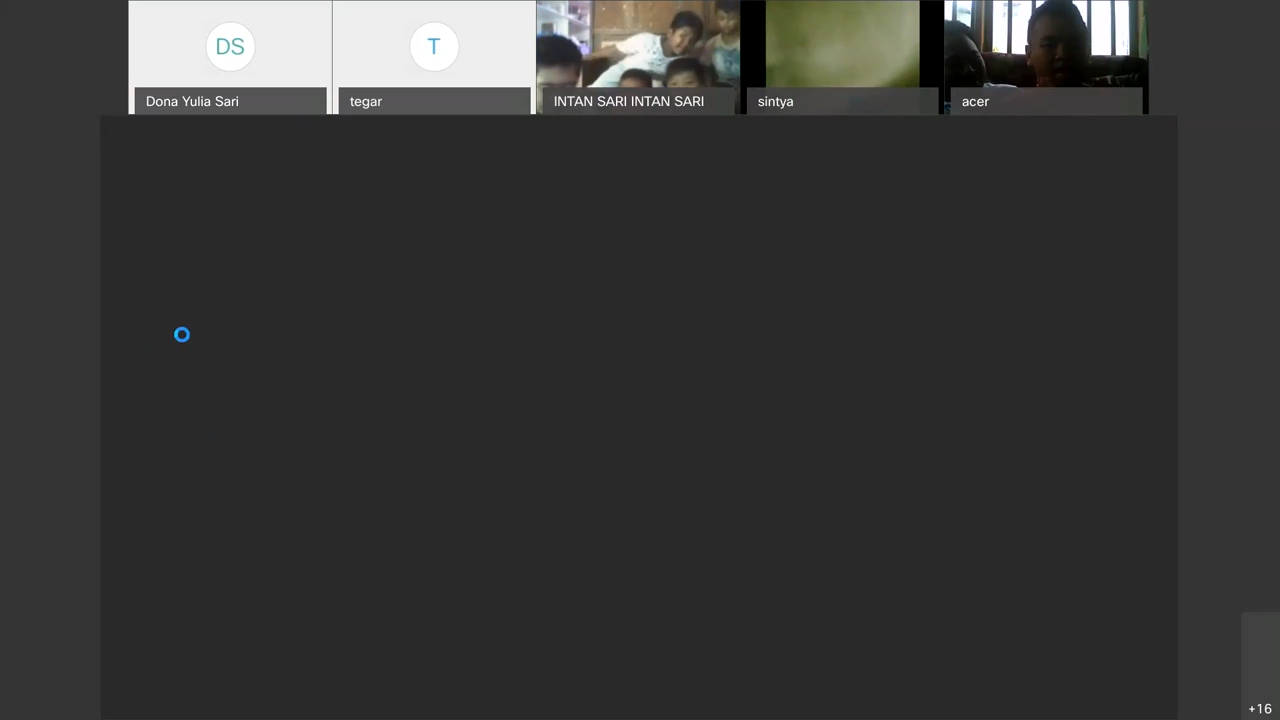 DS
T
Dona Yulia Sari
tegar
INTAN SARI INTAN SARI
sintya
acer
+16